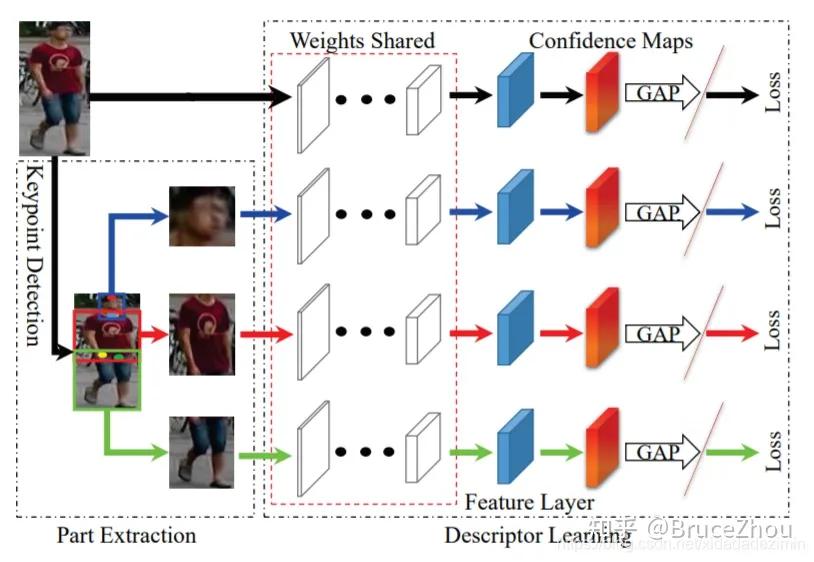 Weights Shared
Confidence Maps
GAP
Loss
Keypoint Detection
GAP
Loss
GAP
Loss
GAP
Loss
Feature Layer
Part Extraction
Descriptor Learning
知乎 @BruceZhou
https://blog.csdn.net/xidadadezimin